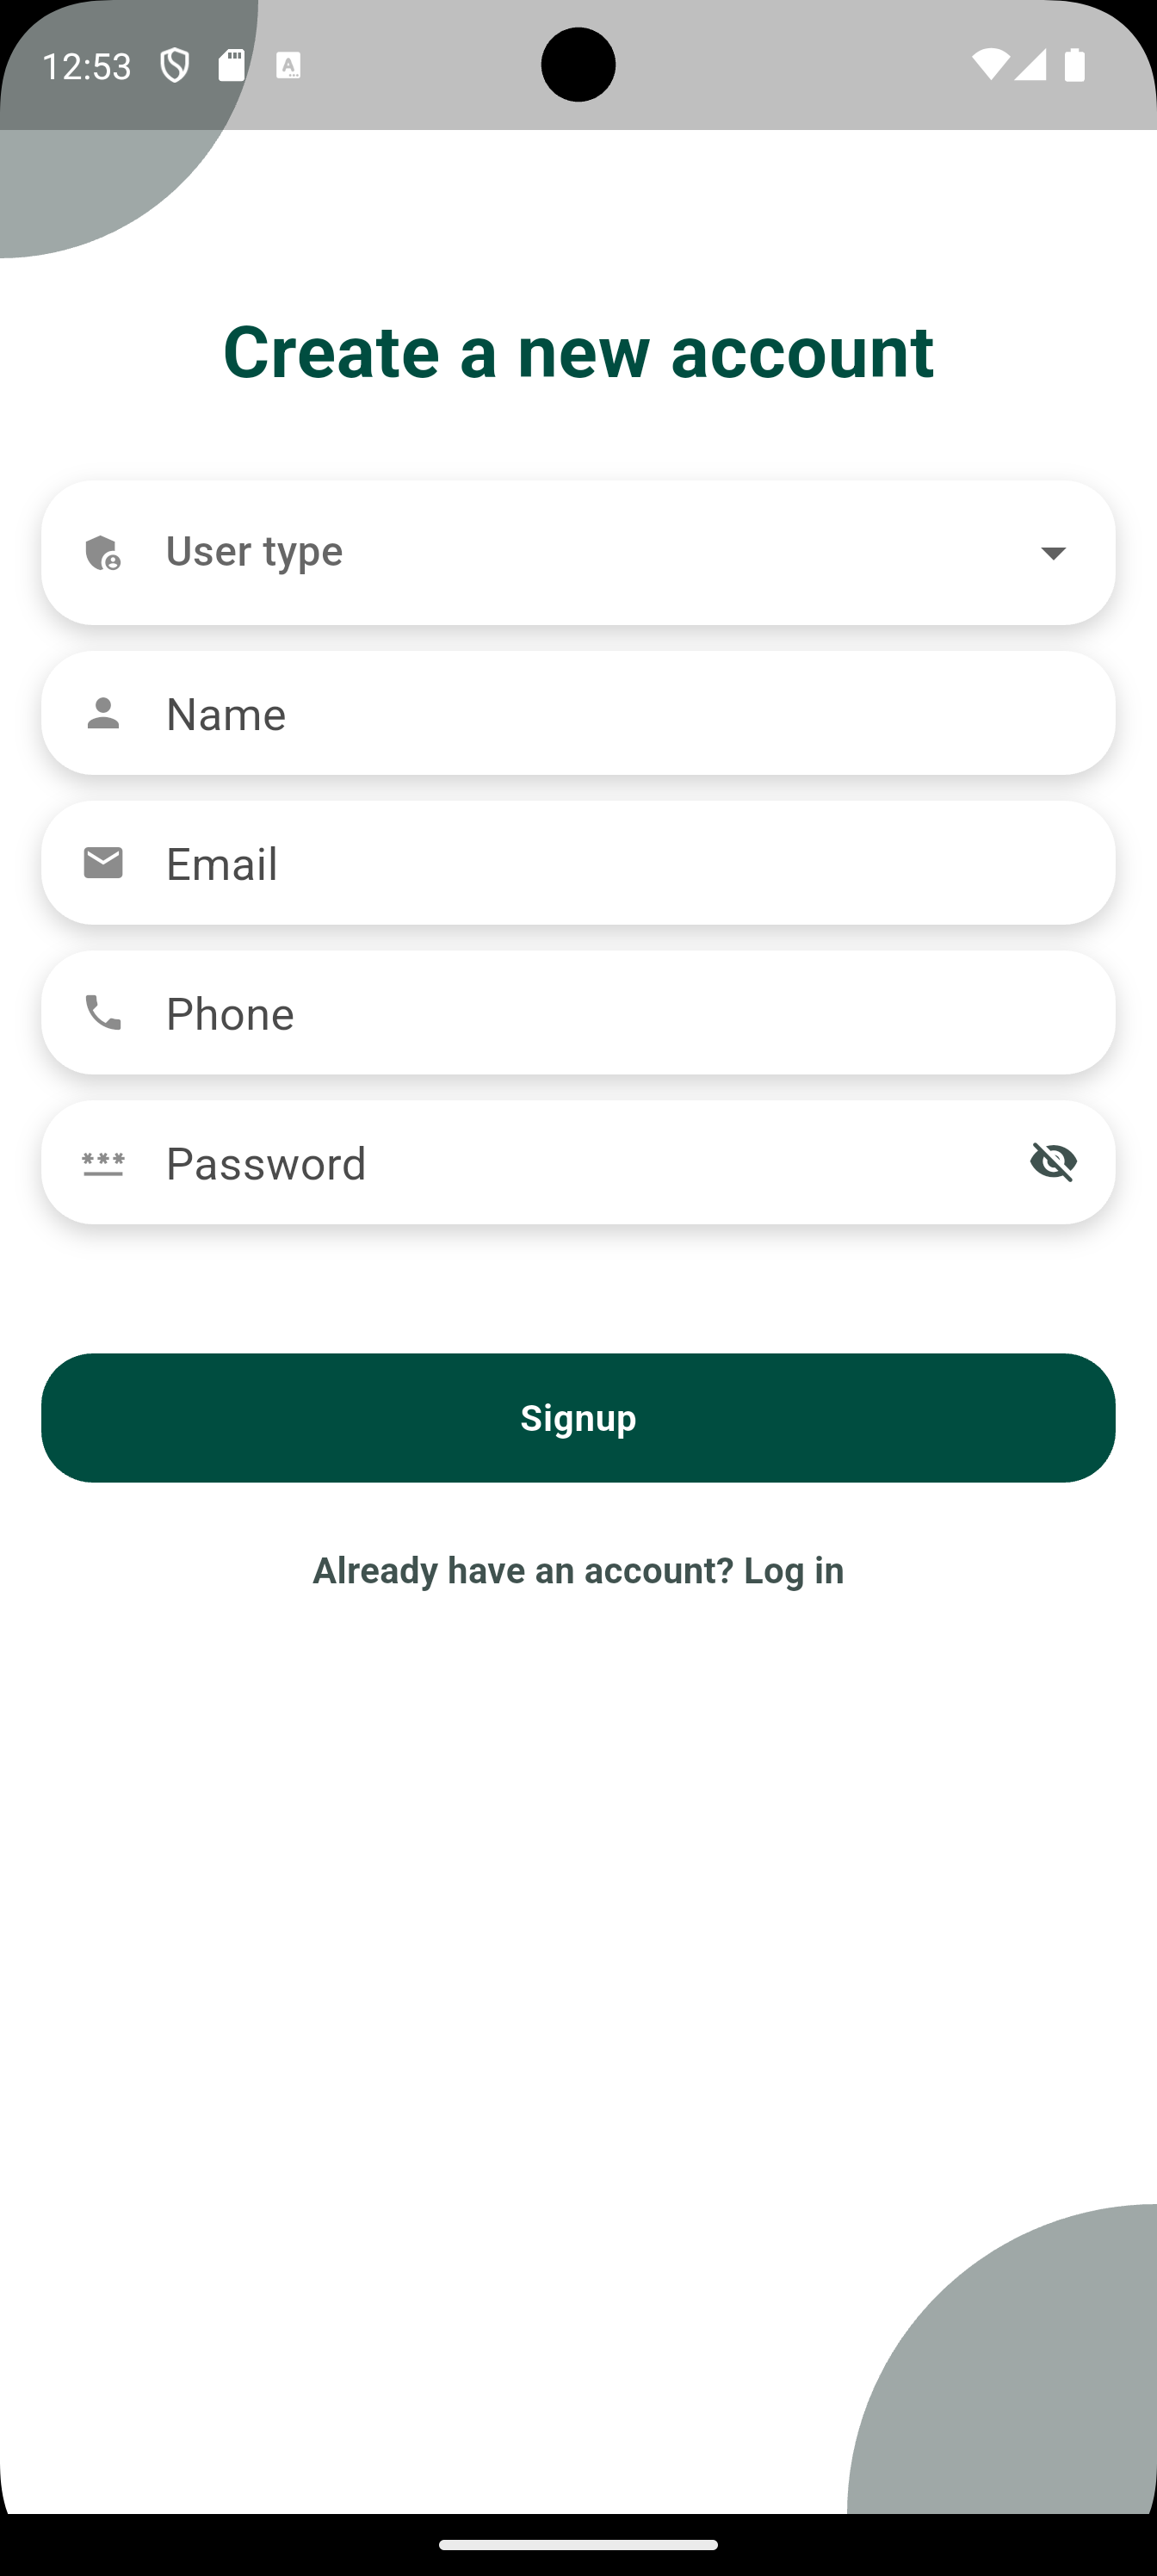 12:53
Create a new account
User type
Name
Email
Phone
Password
Signup
Already have an account? Log in